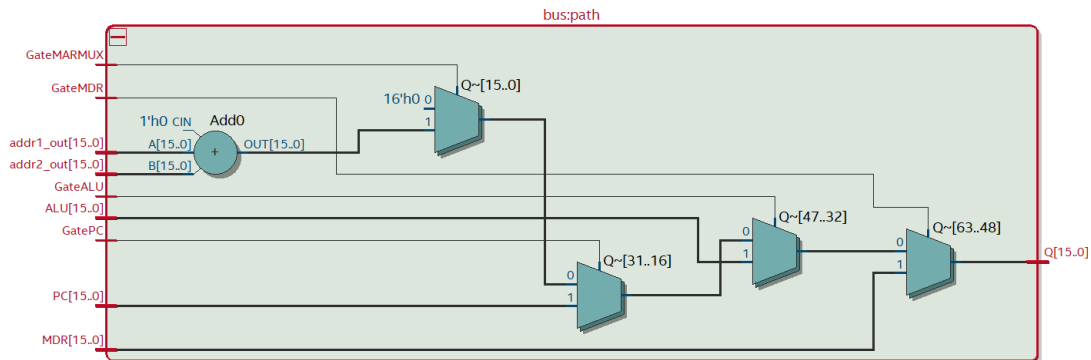 bus:path
GateMARMUX
Q~[15..0]
GateMDR
16'h0 0
1'h0 CIN Add0
1
addr1_out[15..0] A[15..0] + OUT[15..0]
addr2_out[15..0] B[15..0]
GateALU
ALU[15..0] Q~[47..32]
GatePC 0 Q~[63..48]
1 0 Q[15..0]
Q~[31..16] 1
0
PC[15..0] 1
MDR[15..0]